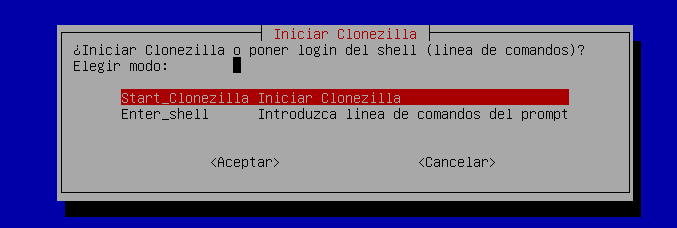 Iniciar Clonezilla
¿Iniciar Clonezilla o poner login del shell (linea de comandos)?
Elegir modo:
Start_Clonezilla Iniciar Clonezilla
Enter_shell Introduzca linea de comandos del prompt
<Aceptar> <Cancelar>